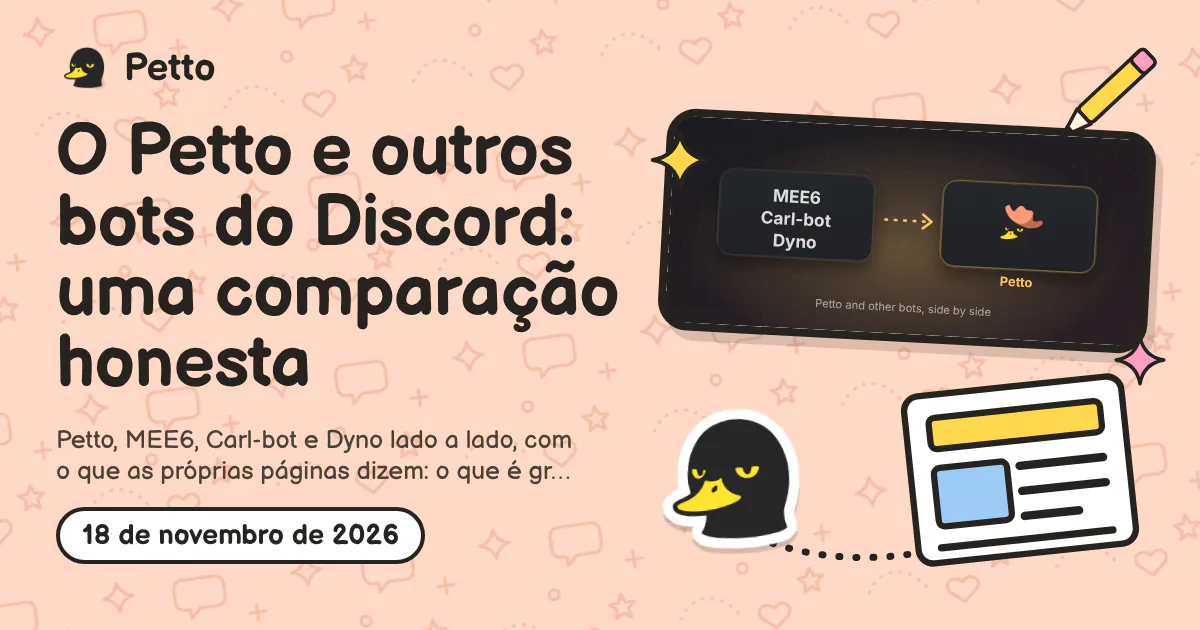 Petto
O Petto e outros
bots do Discord:
uma comparação
honesta
Petto, MEE6, Carl-bot e Dyno lado a lado, com
o que as próprias páginas dizem: o que é gr...
18 de novembro de 2026
MEE6
Carl-bot
Dyno
Petto
Petto and other bots, side by side